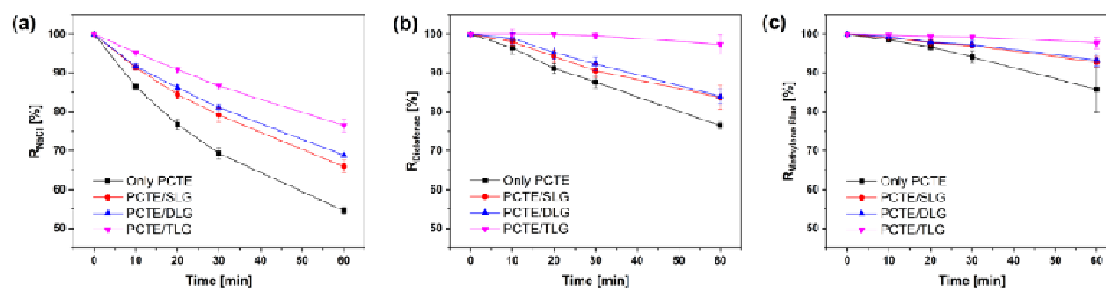 (a)
100
90
80
70
60
50
R_NaCl [%]
Only PCTE
PCTE/SLG
PCTE/DLG
PCTE/TLG
0 10 20 30 40 50 60
Time [min]
(b)
100
90
80
70
60
50
R_Diclofenac [%]
Only PCTE
PCTE/SLG
PCTE/DLG
PCTE/TLG
0 10 20 30 40 50 60
Time [min]
(c)
100
90
80
70
60
50
R_Methylene Blue [%]
Only PCTE
PCTE/SLG
PCTE/DLG
PCTE/TLG
0 10 20 30 40 50 60
Time [min]